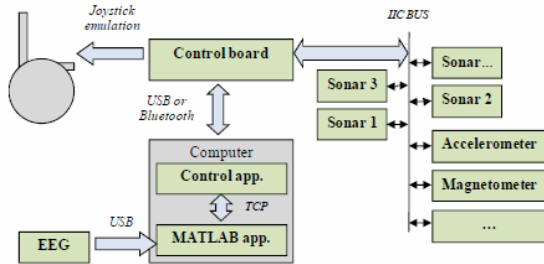 Joystick
emulation
IIC BUS
Control board
Sonar...
Sonar 3
Sonar 2
USB or
Bluetooth
Sonar 1
Computer
Accelerometer
Control app.
Magnetometer
TCP
USB
EEG
MATLAB app.
...